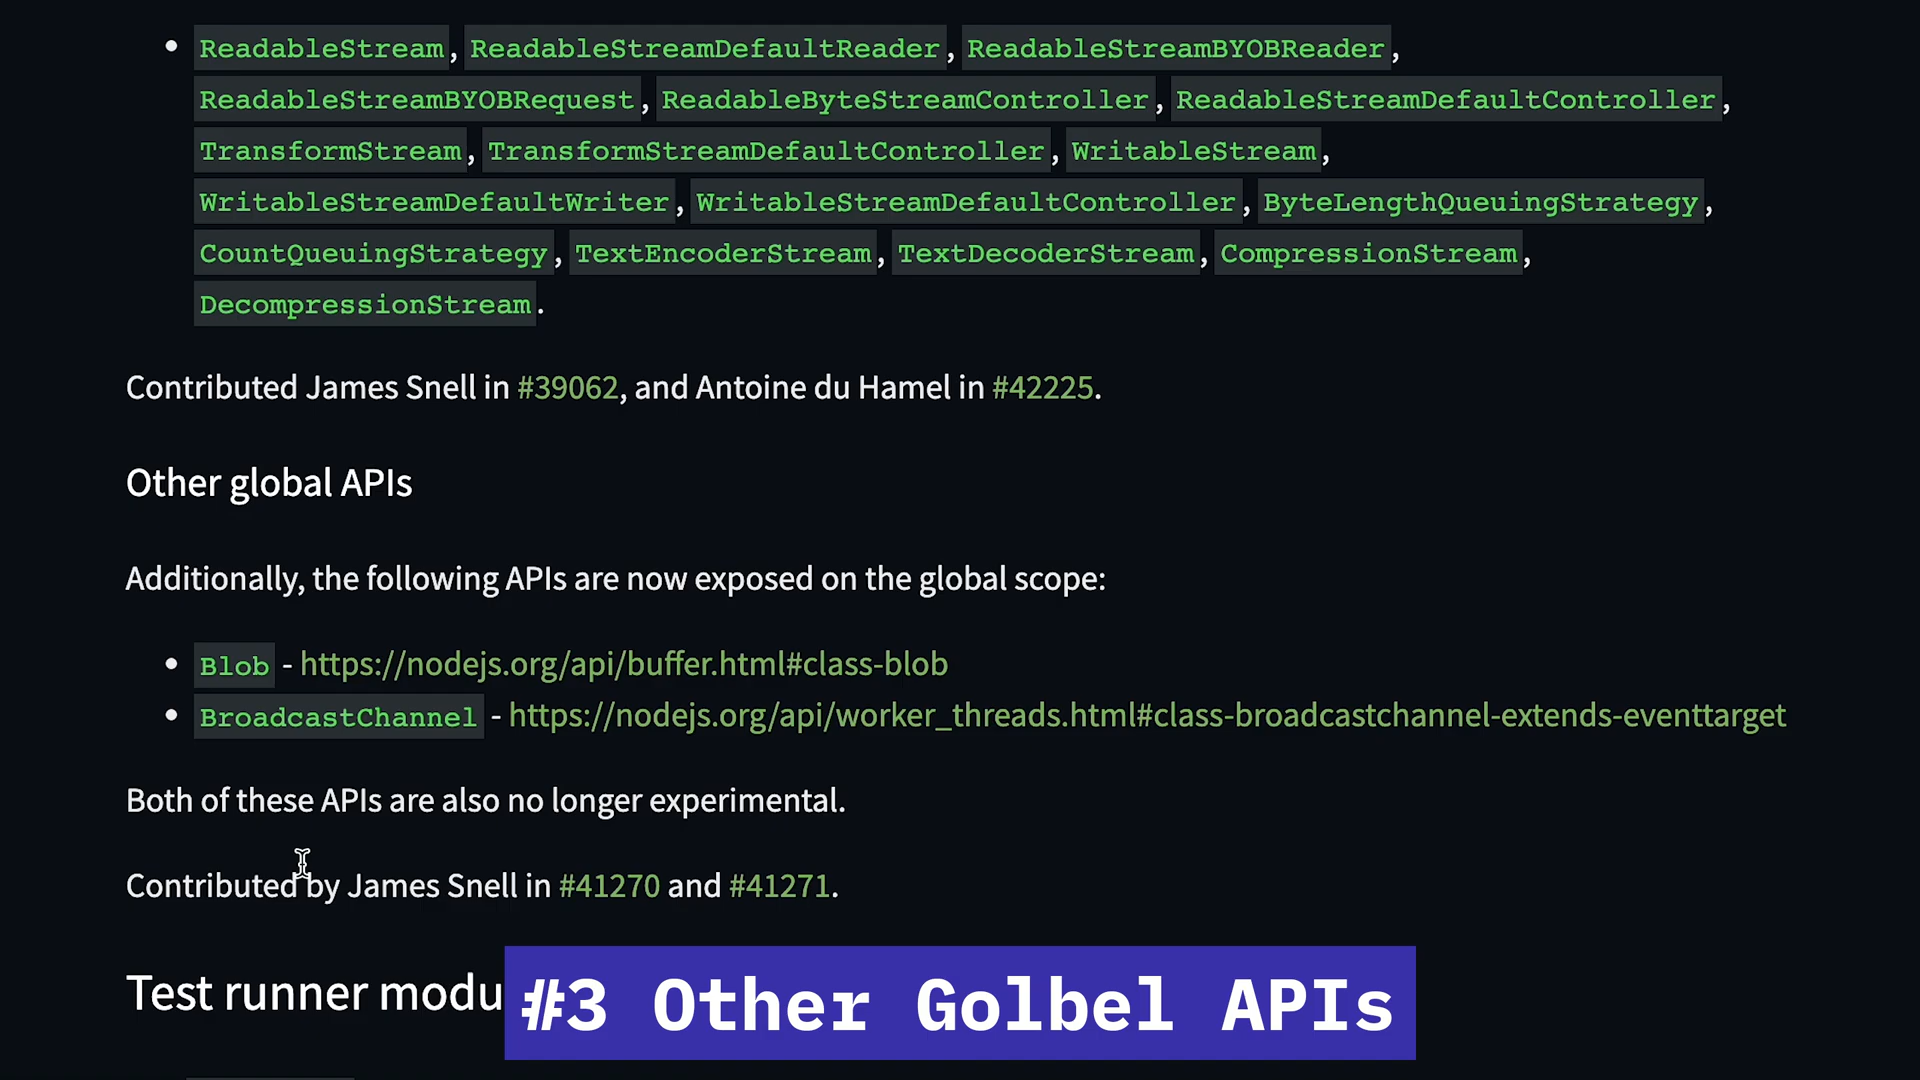 ReadableStream, ReadableStreamDefaultReader, ReadableStreamBYOBReader,
ReadableStreamBYOBRequest, ReadableByteStreamController, ReadableStreamDefaultController,
TransformStream, TransformStreamDefaultController, WritableStream,
WritableStreamDefaultWriter, WritableStreamDefaultController, ByteLengthQueuingStrategy,
CountQueuingStrategy, TextEncoderStream, TextDecoderStream, CompressionStream,
DecompressionStream.
Contributed James Snell in #39062, and Antoine du Hamel in #42225.
Other global APIs
Additionally, the following APIs are now exposed on the global scope:
Blob - https://nodejs.org/api/buffer.html#class-blob
BroadcastChannel - https://nodejs.org/api/worker_threads.html#class-broadcastchannel-extends-eventtarget
Both of these APIs are also no longer experimental.
Contributed by James Snell in #41270 and #41271.
Test runner modu
#3 Other Golbel APIs